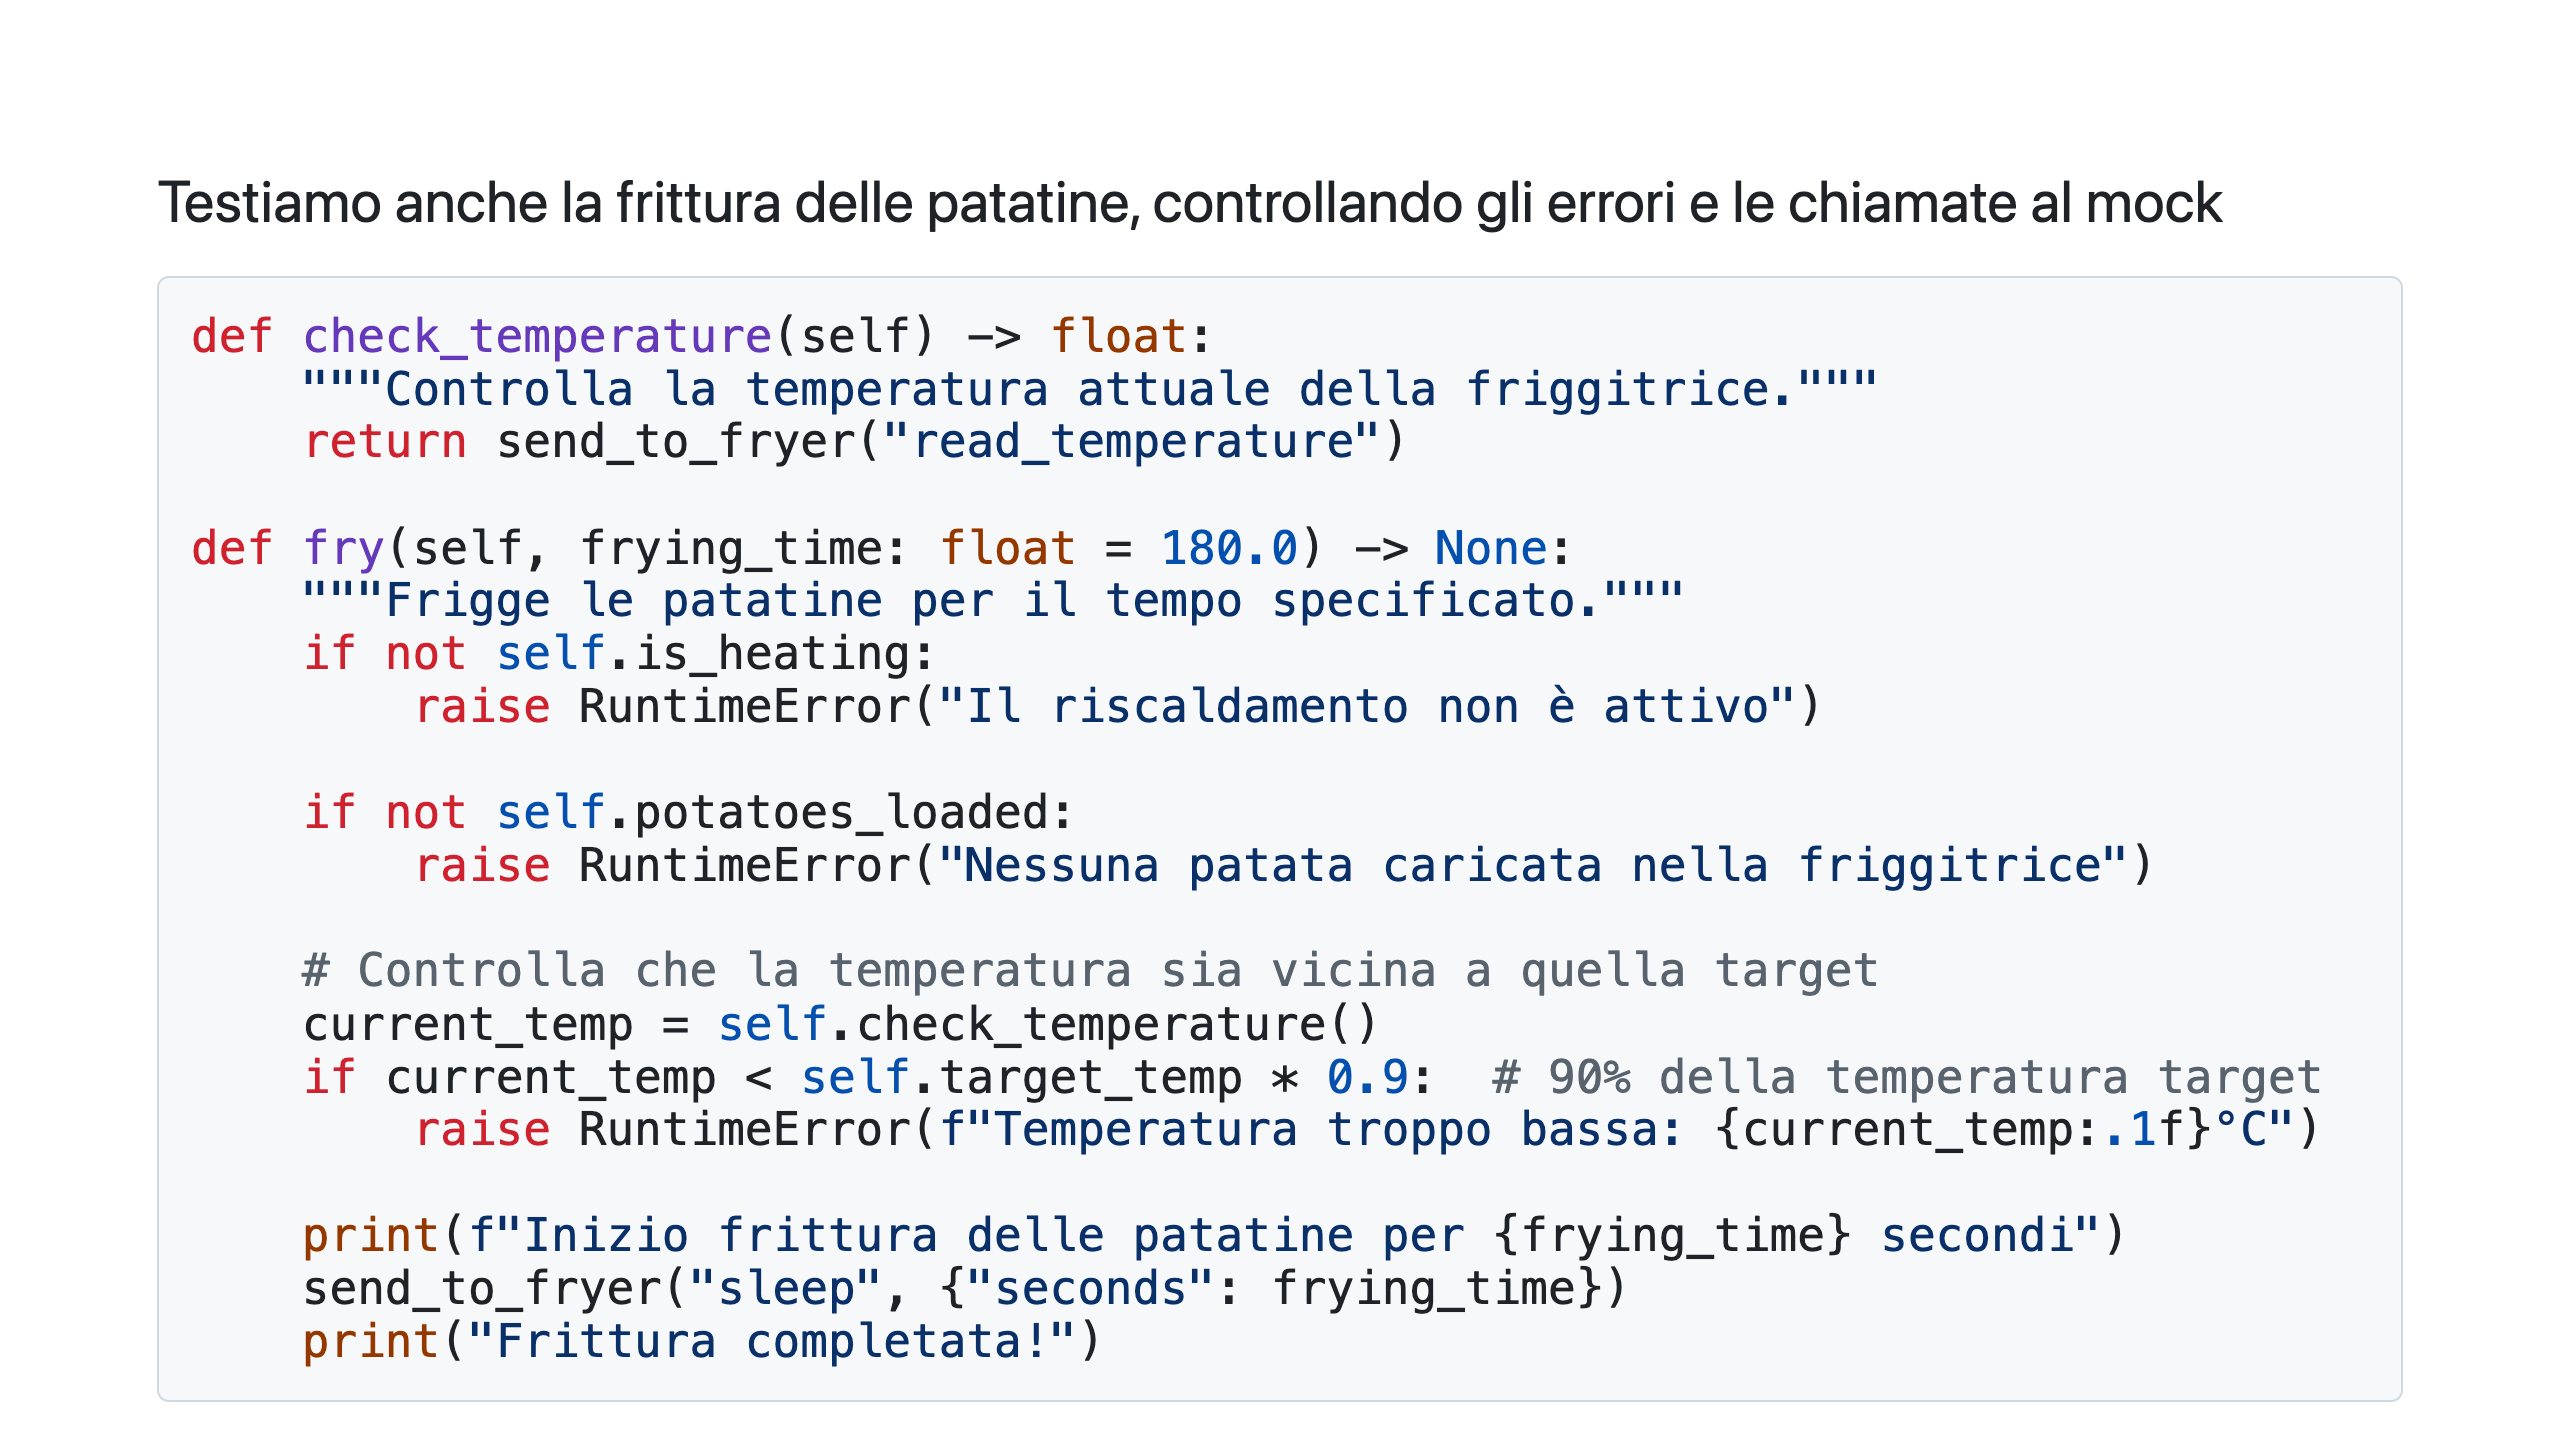 Testiamo anche la frittura delle patatine, controllando gli errori e le chiamate al mock
def check_temperature(self) -> float:
    """Controlla la temperatura attuale della friggitrice."""
    return send_to_fryer("read_temperature")

def fry(self, frying_time: float = 180.0) -> None:
    """Frigge le patatine per il tempo specificato."""
    if not self.is_heating:
        raise RuntimeError("Il riscaldamento non è attivo")

    if not self.potatoes_loaded:
        raise RuntimeError("Nessuna patata caricata nella friggitrice")

    # Controlla che la temperatura sia vicina a quella target
    current_temp = self.check_temperature()
    if current_temp < self.target_temp * 0.9:  # 90% della temperatura target
        raise RuntimeError(f"Temperatura troppo bassa: {current_temp:.1f}°C")

    print(f"Inizio frittura delle patatine per {frying_time} secondi")
    send_to_fryer("sleep", {"seconds": frying_time})
    print("Frittura completata!")